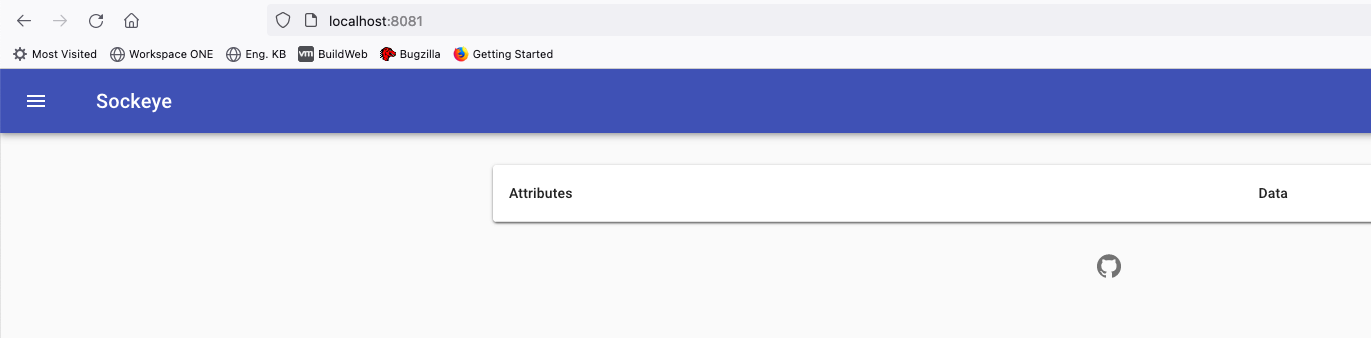 localhost:8081
Most Visited Workspace ONE Eng. KB vm BuildWeb Bugzilla Getting Started
Sockeye
Attributes Data